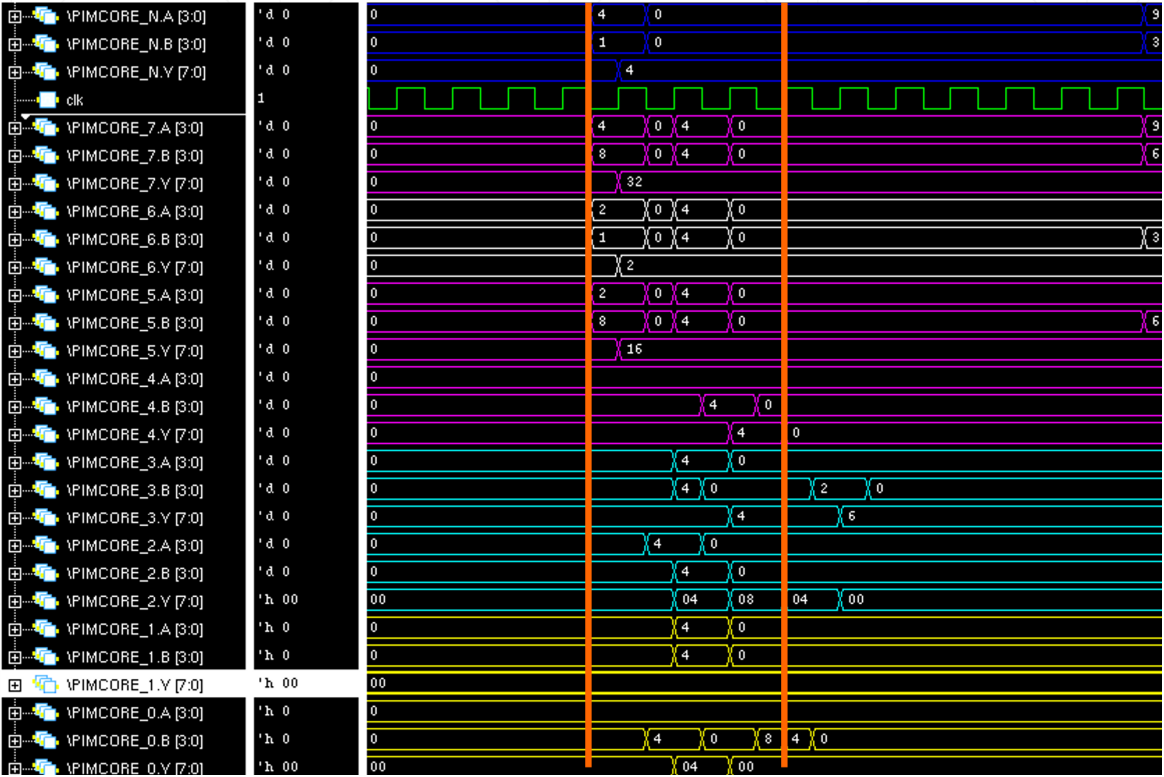 \PIMCORE_N.A [3:0] 'd 0 0 4 0 9
\PIMCORE_N.B [3:0] 'd 0 0 1 0 3
\PIMCORE_N.Y [7:0] 'd 0 0 4
clk 1
\PIMCORE_7.A [3:0] 'd 0 0 4 0 4 0 9
\PIMCORE_7.B [3:0] 'd 0 0 8 0 4 0 6
\PIMCORE_7.Y [7:0] 'd 0 0 32
\PIMCORE_6.A [3:0] 'd 0 0 2 0 4 0
\PIMCORE_6.B [3:0] 'd 0 0 1 0 4 0 3
\PIMCORE_6.Y [7:0] 'd 0 0 2
\PIMCORE_5.A [3:0] 'd 0 0 2 0 4 0
\PIMCORE_5.B [3:0] 'd 0 0 8 0 4 0 6
\PIMCORE_5.Y [7:0] 'd 0 0 16
\PIMCORE_4.A [3:0] 'd 0 0
\PIMCORE_4.B [3:0] 'd 0 0 4 0
\PIMCORE_4.Y [7:0] 'd 0 0 4 0
\PIMCORE_3.A [3:0] 'd 0 0 4 0
\PIMCORE_3.B [3:0] 'd 0 0 4 0 2 0
\PIMCORE_3.Y [7:0] 'd 0 0 4 6
\PIMCORE_2.A [3:0] 'd 0 0 4 0
\PIMCORE_2.B [3:0] 'd 0 0 4 0
\PIMCORE_2.Y [7:0] 'h 00 00 04 08 04 00
\PIMCORE_1.A [3:0] 'h 0 0 4 0
\PIMCORE_1.B [3:0] 'h 0 0 4 0
\PIMCORE_1.Y [7:0] 'h 00 00
\PIMCORE_0.A [3:0] 'h 0 0
\PIMCORE_0.B [3:0] 'h 0 0 4 0 8 4 0
\PIMCORE_0.Y [7:0] 'h 00 00 04 00